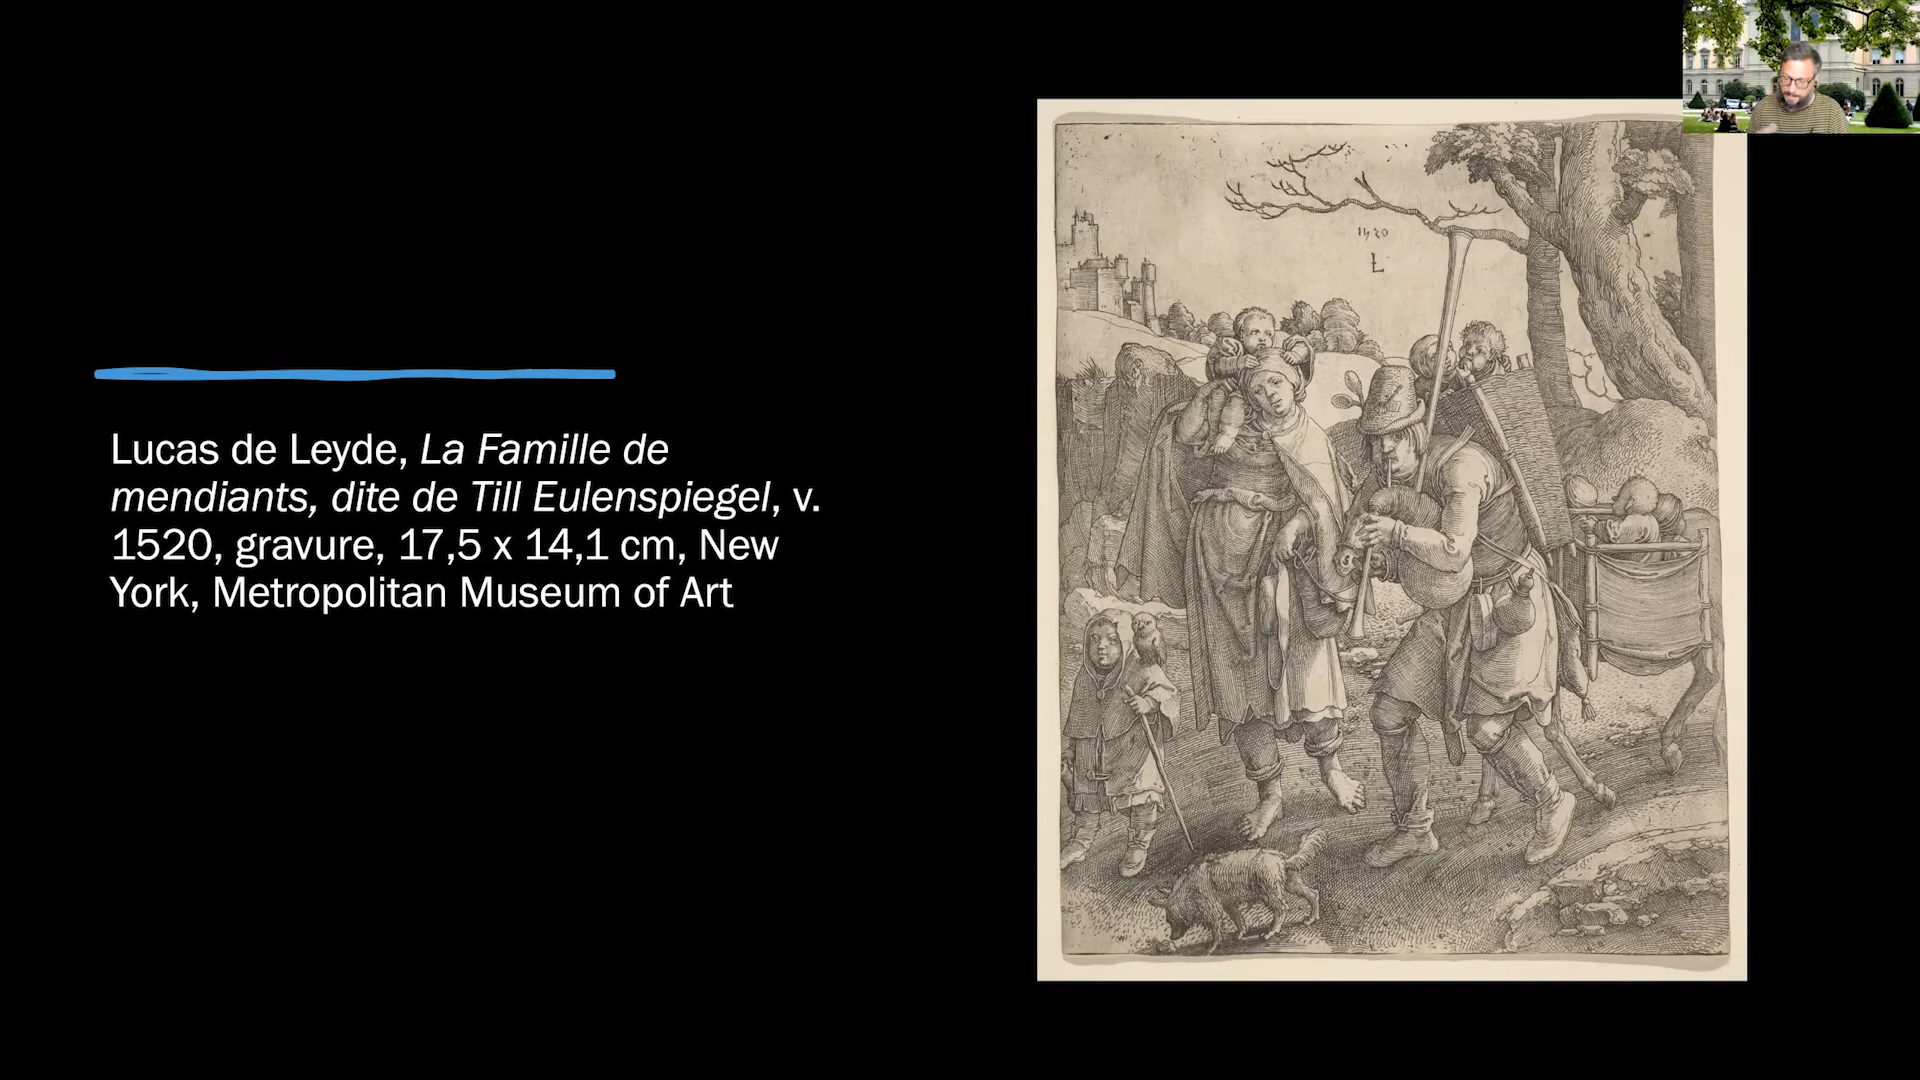 Lucas de Leyde, La Famille de
mendiants, dite de Till Eulenspiegel, v.
1520, gravure, 17,5 x 14,1 cm, New
York, Metropolitan Museum of Art
1520
L